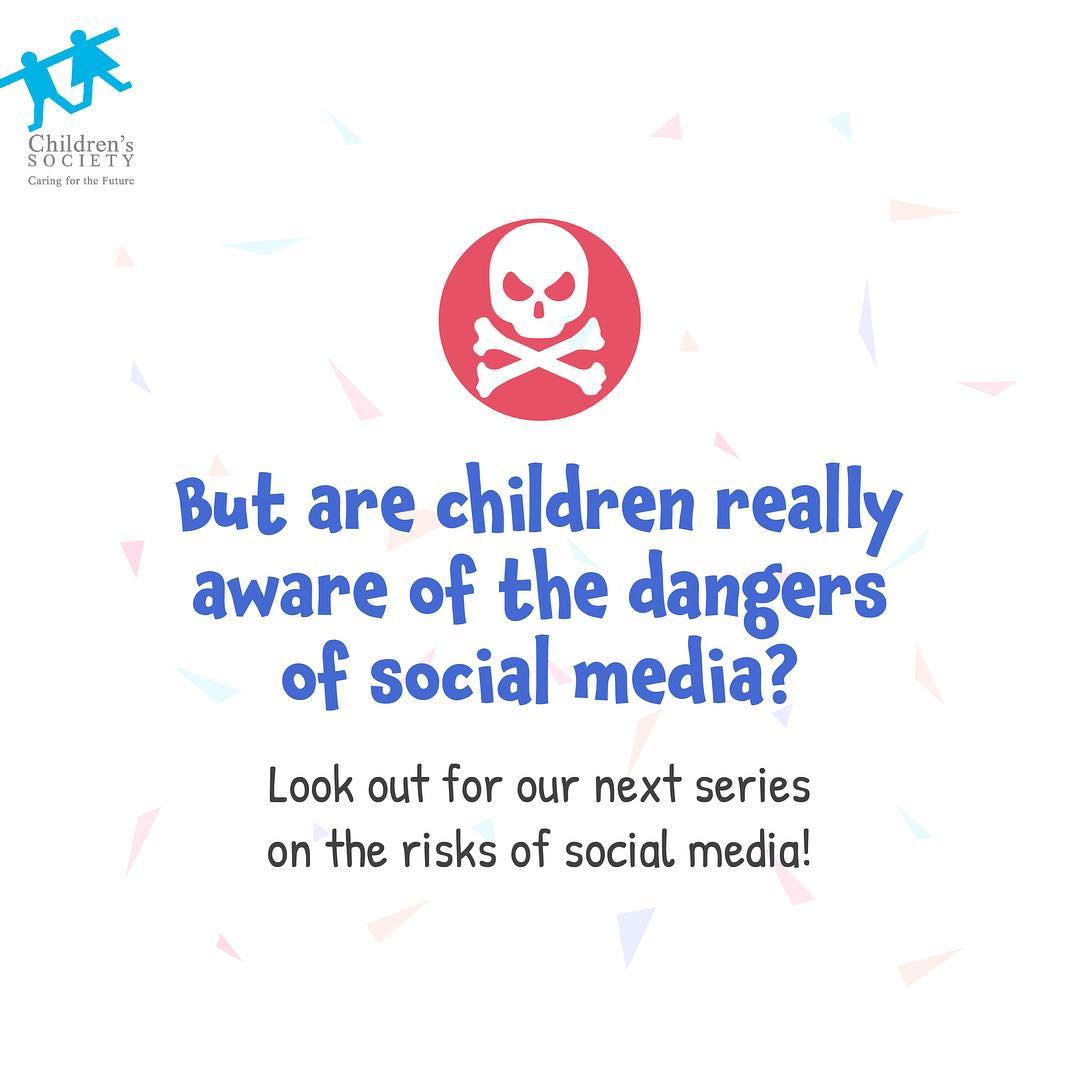 Children's
SOCIETY
Caring for the Future
But are children really
aware of the dangers
of social media?
Look out for our next series
on the risks of social media!